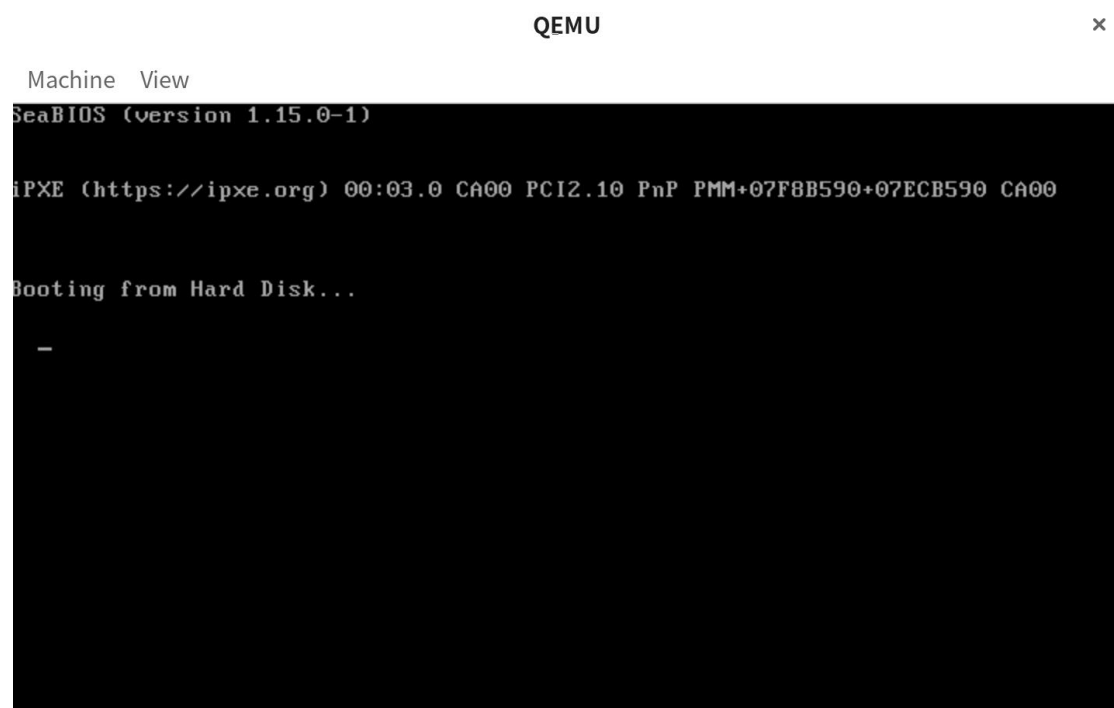 QEMU
Machine View
SeaBIOS (version 1.15.0-1)
iPXE (https://ipxe.org) 00:03.0 CA00 PCI2.10 PnP PMM+07F8B590+07ECB590 CA00
Booting from Hard Disk...